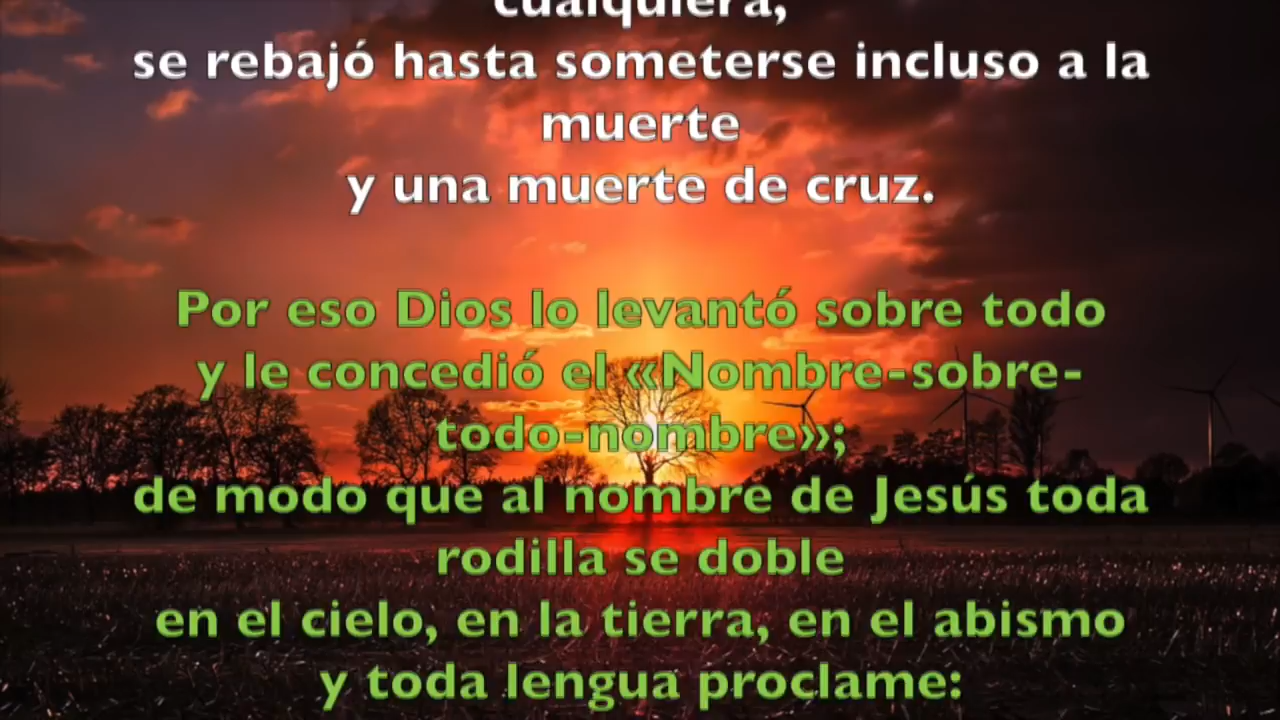 cualquiera,
se rebajó hasta someterse incluso a la
muerte
y una muerte de cruz.
Por eso Dios lo levantó sobre todo
y le concedió el «Nombre-sobre-
todo-nombre»;
de modo que al nombre de Jesús toda
rodilla se doble
en el cielo, en la tierra, en el abismo
y toda lengua proclame: